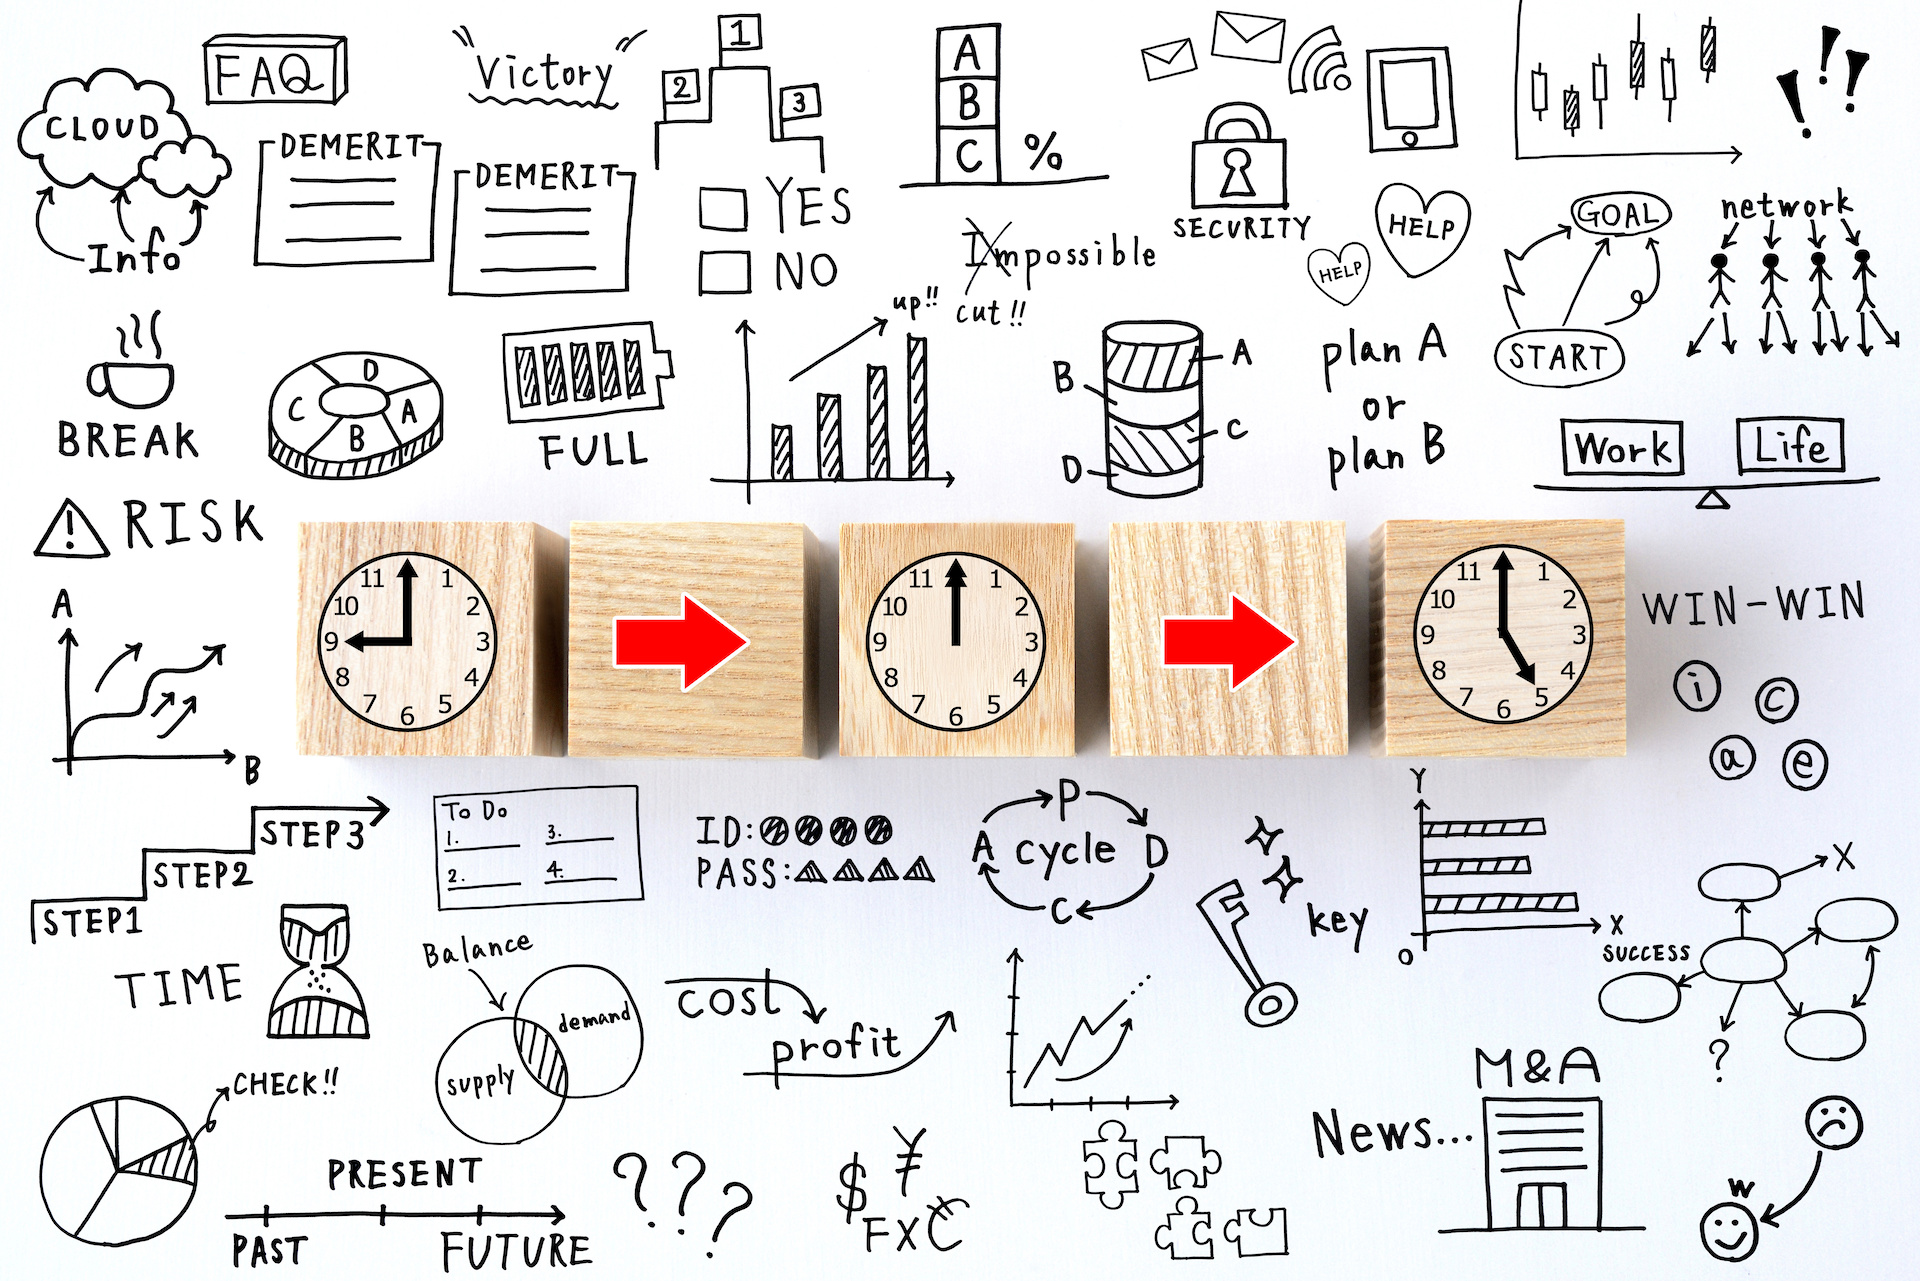 FAQ
Victory
1
2
3
A
B
C
%
CLOUD
Info
DEMERIT
DEMERIT
YES
NO
Impossible
cut!!
SECURITY
HELP
HELP
GOAL
START
network
BREAK
D
C
A
B
FULL
up!!
A
B
C
D
plan A
or
plan B
Work
Life
RISK
11 1
10 2
9 3
8 4
7 6 5
11 1
10 2
9 3
8 4
7 6 5
11 1
10 2
9 3
8 4
7 6 5
WIN-WIN
i
c
a
e
A
B
STEP1
STEP2
STEP3
To Do
1.
2.
3.
4.
ID:
PASS:
P
A cycle D
C
key
Y
X
O
X
SUCCESS
?
TIME
Balance
supply
demand
cost
profit
CHECK!!
PRESENT
PAST
FUTURE
???
$ ¥
FX €
News...
M&A
w